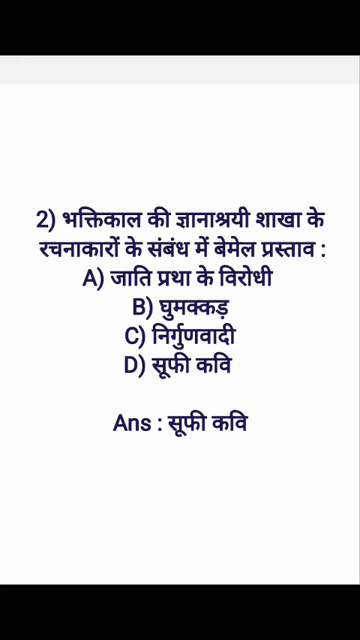 2) भक्तिकाल की ज्ञानाश्रयी शाखा के
रचनाकारों के संबंध में बेमेल प्रस्ताव :
A) जाति प्रथा के विरोधी
B) घुमक्कड़
C) निर्गुणवादी
D) सूफी कवि
Ans : सूफी कवि